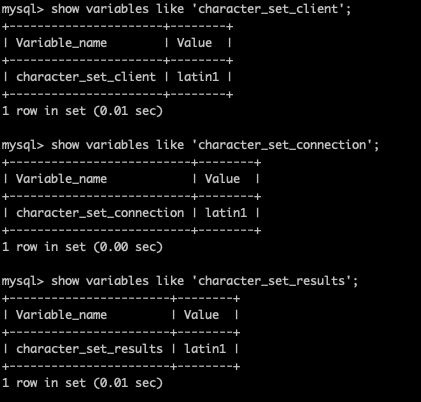 mysql> show variables like 'character_set_client';
+----------------------+--------+
| Variable_name        | Value  |
+----------------------+--------+
| character_set_client | latin1 |
+----------------------+--------+
1 row in set (0.01 sec)
mysql> show variables like 'character_set_connection';
+--------------------------+--------+
| Variable_name            | Value  |
+--------------------------+--------+
| character_set_connection | latin1 |
+--------------------------+--------+
1 row in set (0.00 sec)
mysql> show variables like 'character_set_results';
+-----------------------+--------+
| Variable_name         | Value  |
+-----------------------+--------+
| character_set_results | latin1 |
+-----------------------+--------+
1 row in set (0.01 sec)